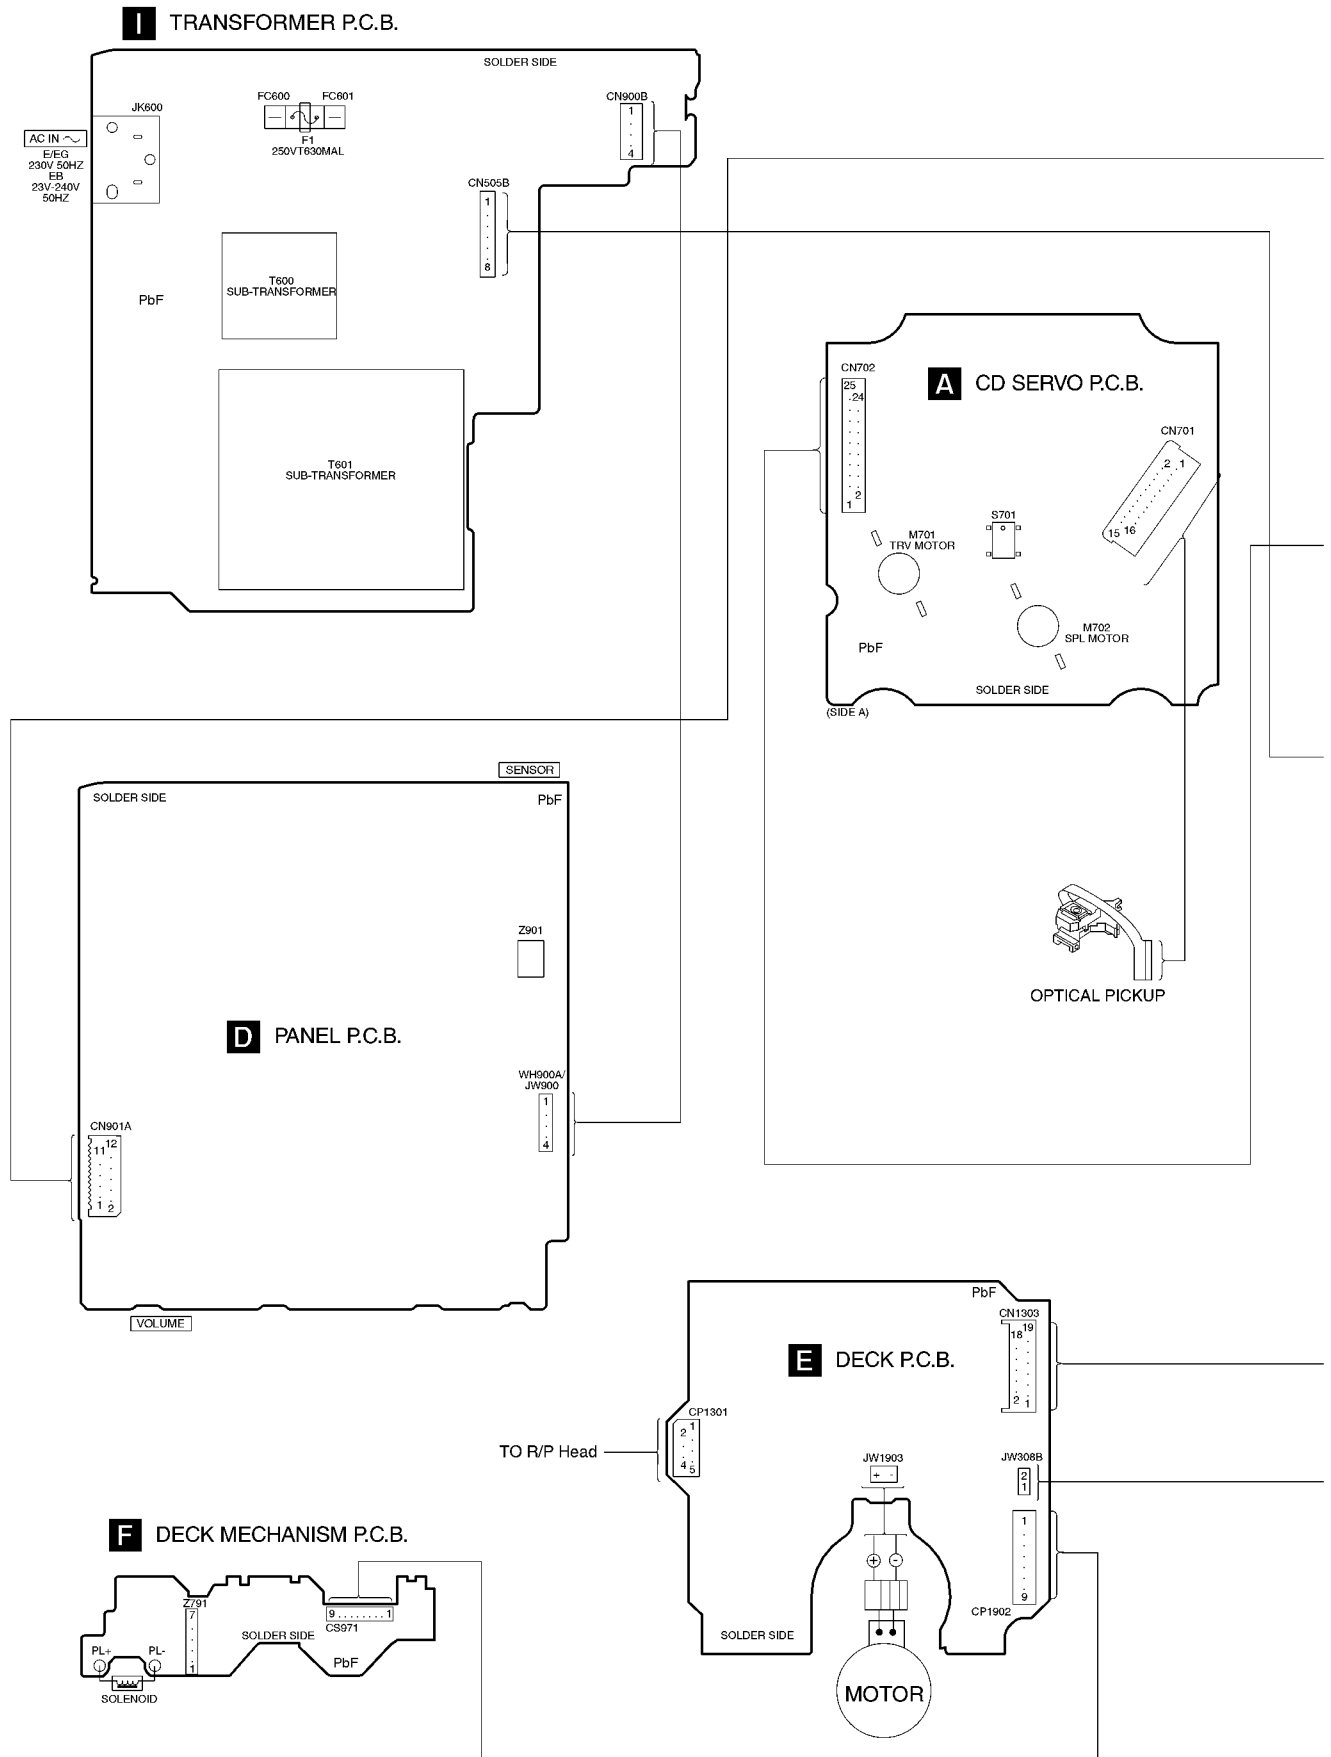 I TRANSFORMER P.C.B.
SOLDER SIDE
JK600
FC600
FC601
F1
250VT630MAL
CN900B
1
4
AC IN
E/EG
230V 50HZ
EB
23V-240V
50HZ
CN505B
1
8
T600
SUB-TRANSFORMER
PbF
T601
SUB-TRANSFORMER
A CD SERVO P.C.B.
CN702
25
24
2
1
CN701
2 1
15 16
S701
M701
TRV MOTOR
M702
SPL MOTOR
PbF
SOLDER SIDE
(SIDE A)
OPTICAL PICKUP
SENSOR
SOLDER SIDE
PbF
Z901
D PANEL P.C.B.
WH900A/
JW900
1
4
CN901A
11 12
1 2
VOLUME
E DECK P.C.B.
PbF
CN1303
18 19
2 1
CP1301
2 1
4 5
TO R/P Head
JW1903
+ -
JW308B
2
1
+ -
1
9
CP1902
SOLDER SIDE
MOTOR
F DECK MECHANISM P.C.B.
Z791
7
1
9 1
CS971
SOLDER SIDE
PbF
PL+
PL-
SOLENOID